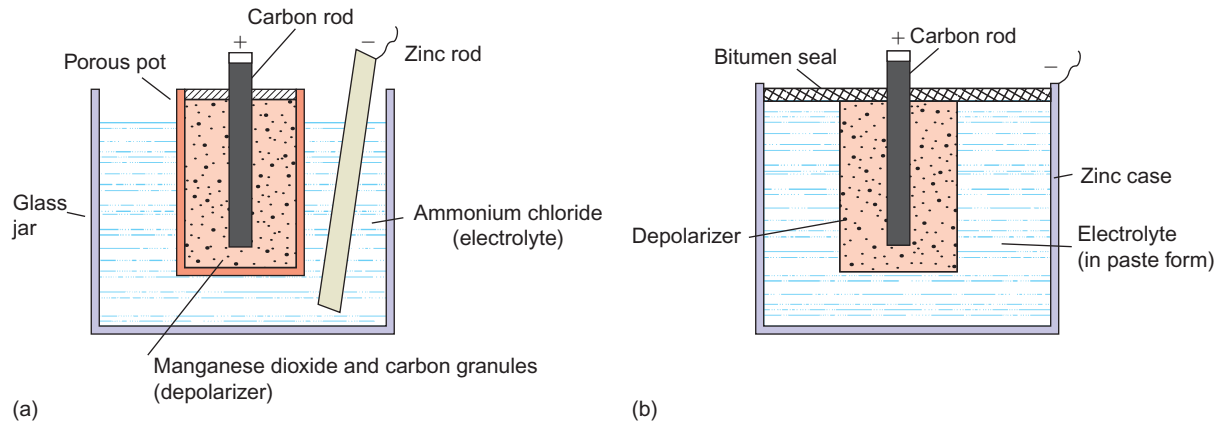 Carbon rod
+
−
Zinc rod
Porous pot
Glass
jar
Ammonium chloride
(electrolyte)
Manganese dioxide and carbon granules
(depolarizer)
(a)
+ Carbon rod
Bitumen seal
−
Zinc case
Depolarizer
Electrolyte
(in paste form)
(b)